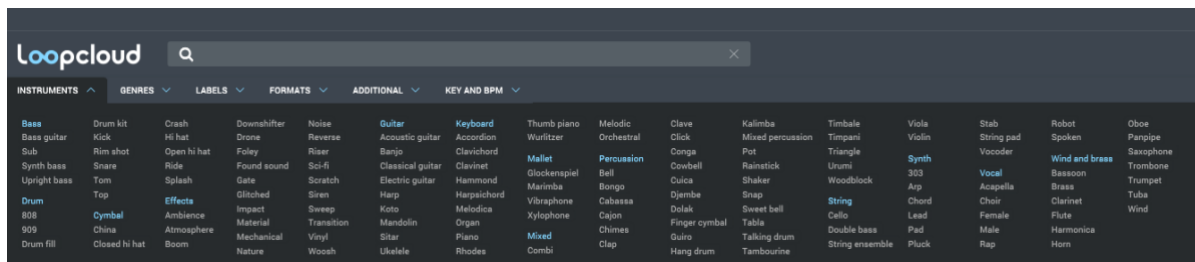 Loopcloud
INSTRUMENTS GENRES LABELS FORMATS ADDITIONAL KEY AND BPM
Bass
Bass guitar
Sub
Synth bass
Upright bass
Drum
808
909
Drum fill
Drum kit
Kick
Rim shot
Snare
Tom
Top
Cymbal
China
Closed hi hat
Crash
Hi hat
Open hi hat
Ride
Splash
Effects
Ambience
Atmosphere
Boom
Downshifter
Drone
Foley
Found sound
Gate
Glitched
Impact
Material
Mechanical
Nature
Noise
Reverse
Riser
Sci-fi
Scratch
Siren
Sweep
Transition
Vinyl
Woosh
Guitar
Acoustic guitar
Banjo
Classical guitar
Electric guitar
Harp
Koto
Mandolin
Sitar
Ukelele
Keyboard
Accordion
Clavichord
Clavinet
Hammond
Harpsichord
Melodica
Organ
Piano
Rhodes
Thumb piano
Wurlitzer
Mallet
Glockenspiel
Marimba
Vibraphone
Xylophone
Mixed
Combi
Melodic
Orchestral
Percussion
Bell
Bongo
Cabassa
Cajon
Chimes
Clap
Clave
Click
Conga
Cowbell
Cuica
Djembe
Dolak
Finger cymbal
Guiro
Hang drum
Kalimba
Mixed percussion
Pot
Rainstick
Shaker
Snap
Sweet bell
Tabla
Talking drum
Tambourine
Timbale
Timpani
Triangle
Urumi
Woodblock
String
Cello
Double bass
String ensemble
Viola
Violin
Synth
303
Arp
Chord
Lead
Pad
Pluck
Stab
String pad
Vocoder
Vocal
Acapella
Choir
Female
Male
Rap
Robot
Spoken
Wind and brass
Bassoon
Brass
Clarinet
Flute
Harmonica
Horn
Oboe
Panpipe
Saxophone
Trombone
Trumpet
Tuba
Wind